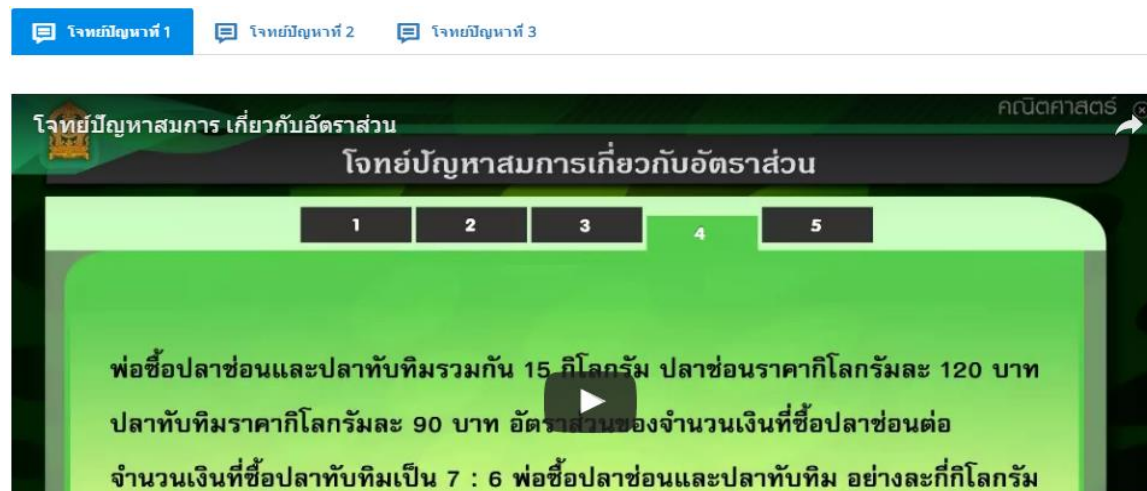 โจทย์ปัญหาที่ 1 โจทย์ปัญหาที่ 2 โจทย์ปัญหาที่ 3
คณิตศาสตร์
โจทย์ปัญหาสมการ เกี่ยวกับอัตราส่วน
โจทย์ปัญหาสมการเกี่ยวกับอัตราส่วน
1 2 3 4 5
พ่อซื้อปลาช่อนและปลาทับทิมรวมกัน 15 กิโลกรัม ปลาช่อนราคากิโลกรัมละ 120 บาท
ปลาทับทิมราคากิโลกรัมละ 90 บาท อัตราส่วนของจำนวนเงินที่ซื้อปลาช่อนต่อ
จำนวนเงินที่ซื้อปลาทับทิมเป็น 7 : 6 พ่อซื้อปลาช่อนและปลาทับทิม อย่างละกี่กิโลกรัม